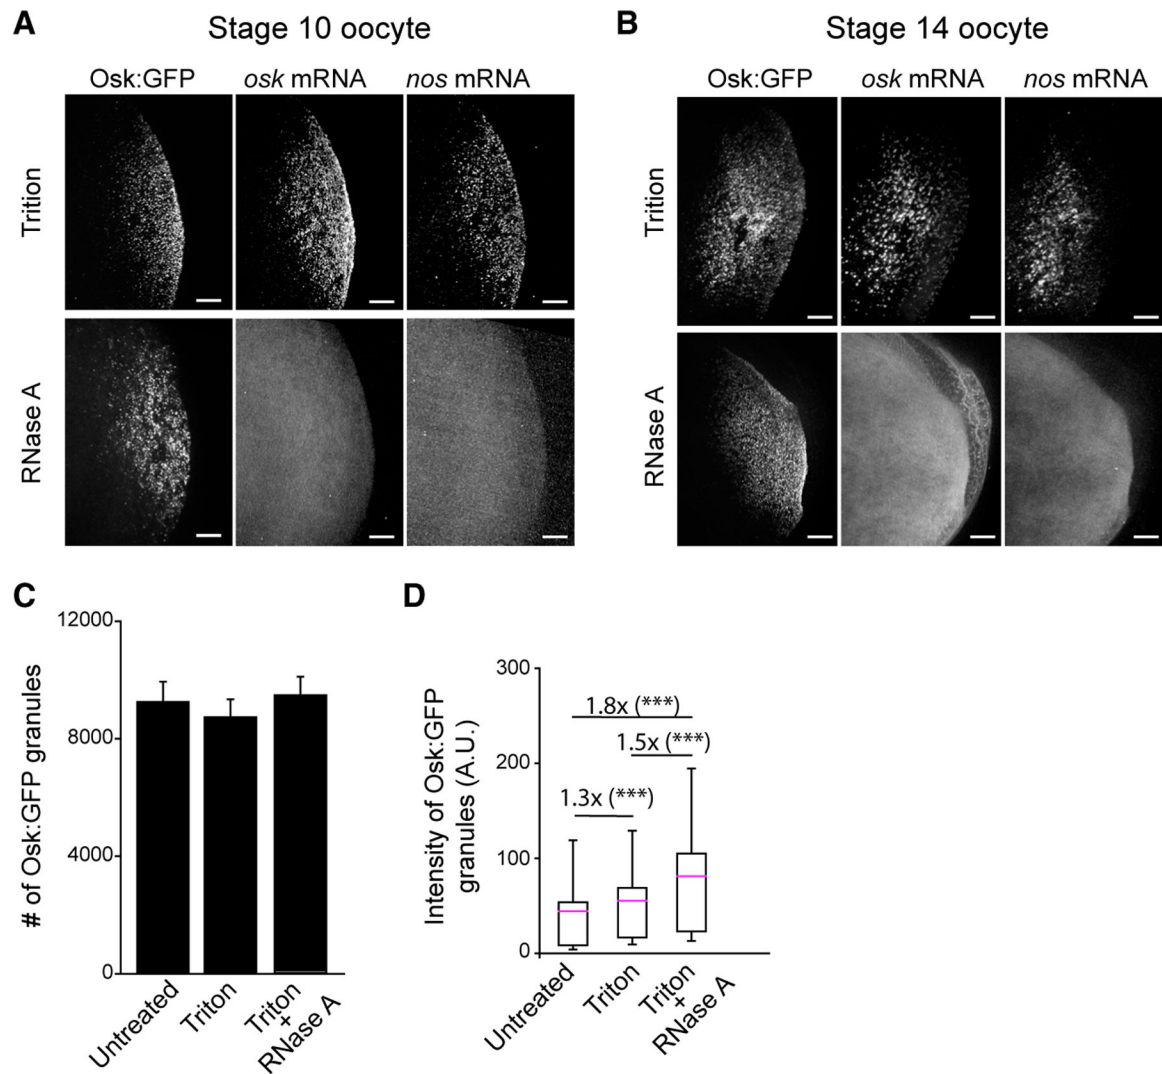 A
Stage 10 oocyte
Osk:GFP osk mRNA nos mRNA
Trition
RNase A
B
Stage 14 oocyte
Osk:GFP osk mRNA nos mRNA
Trition
RNase A
C
# of Osk:GFP granules
12000
8000
4000
0
Untreated
Triton
Triton
+
RNase A
D
Intensity of Osk:GFP
granules (A.U.)
300
200
100
0
1.8x (***)
1.5x (***)
1.3x (***)
Untreated
Triton
Triton
+
RNase A